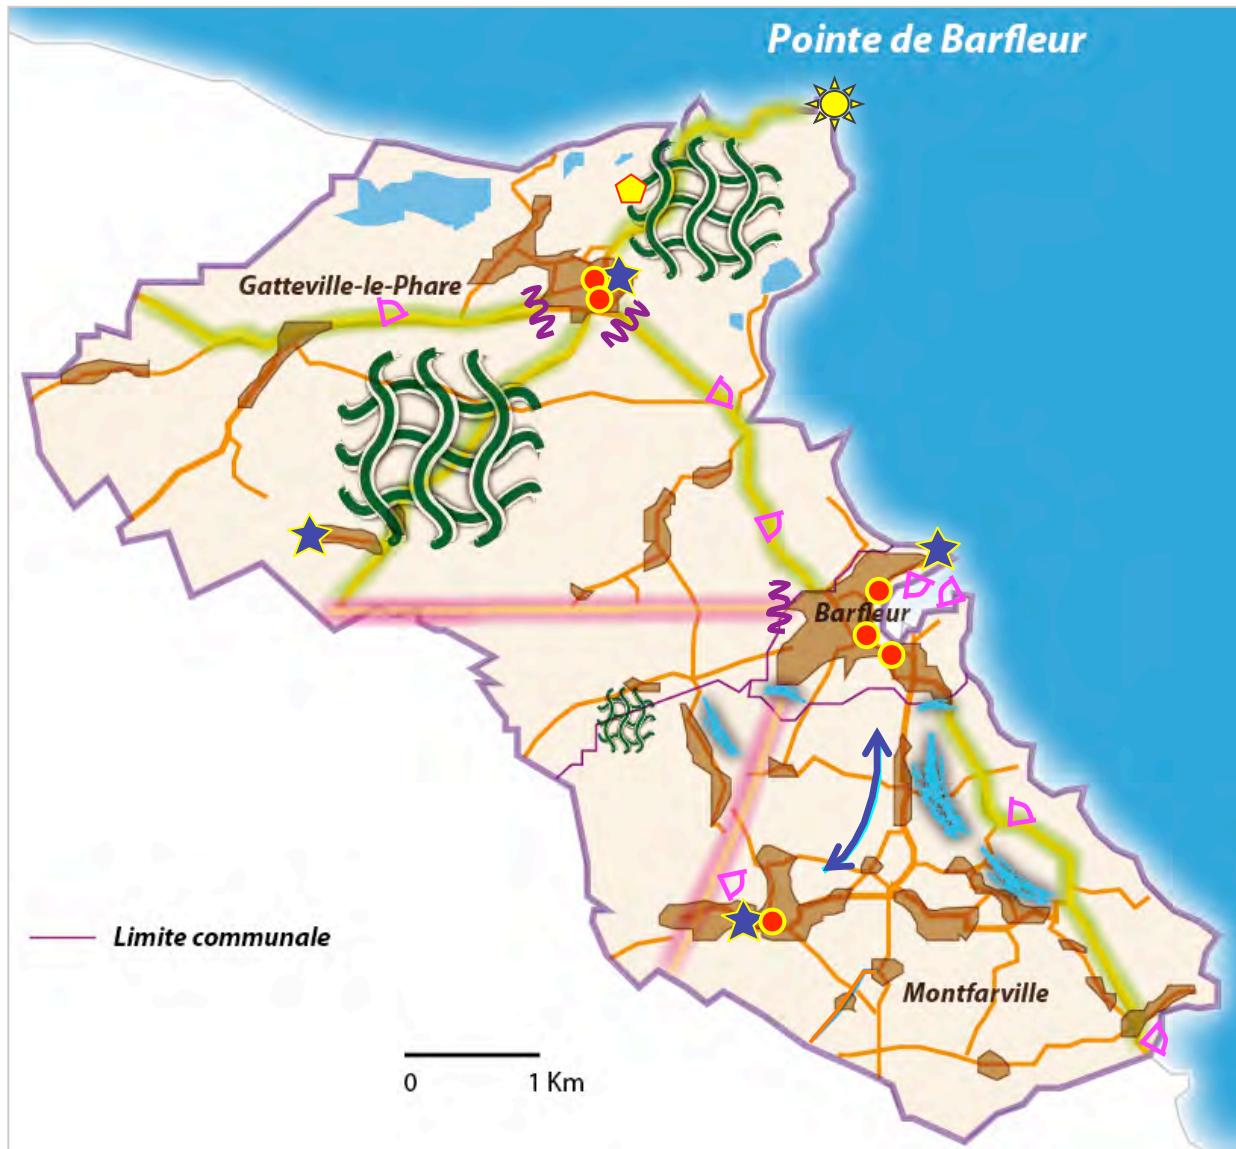 Pointe de Barfleur
Gatteville-le-Phare
Barfleur
Limite communale
Montfarville
0 1 Km